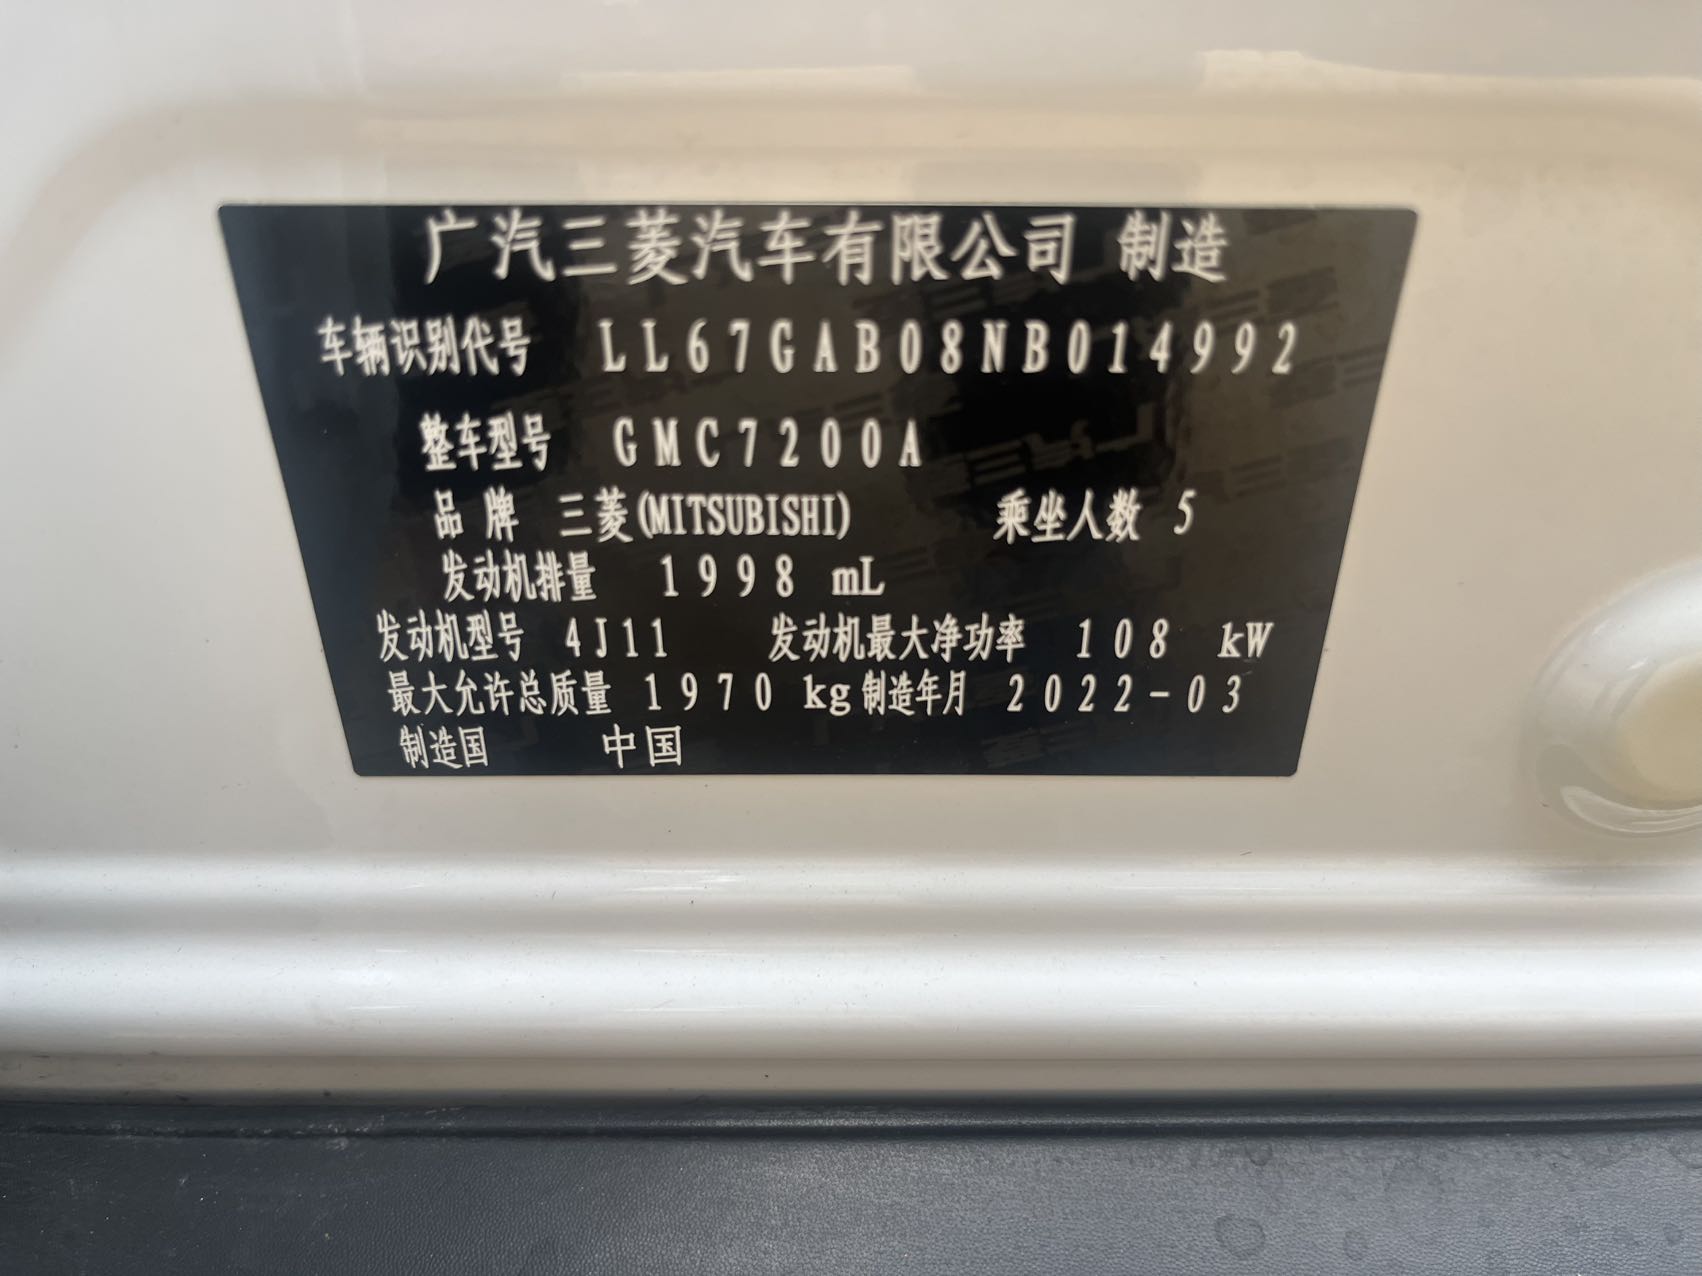 广汽三菱汽车有限公司 制造
车辆识别代号 LL67GAB08NB014992
整车型号 GMC7200A
品牌 三菱(MITSUBISHI) 乘坐人数 5
发动机排量 1998 mL
发动机型号 4J11 发动机最大净功率 108 kW
最大允许总质量 1970 kg 制造年月 2022-03
制造国 中国